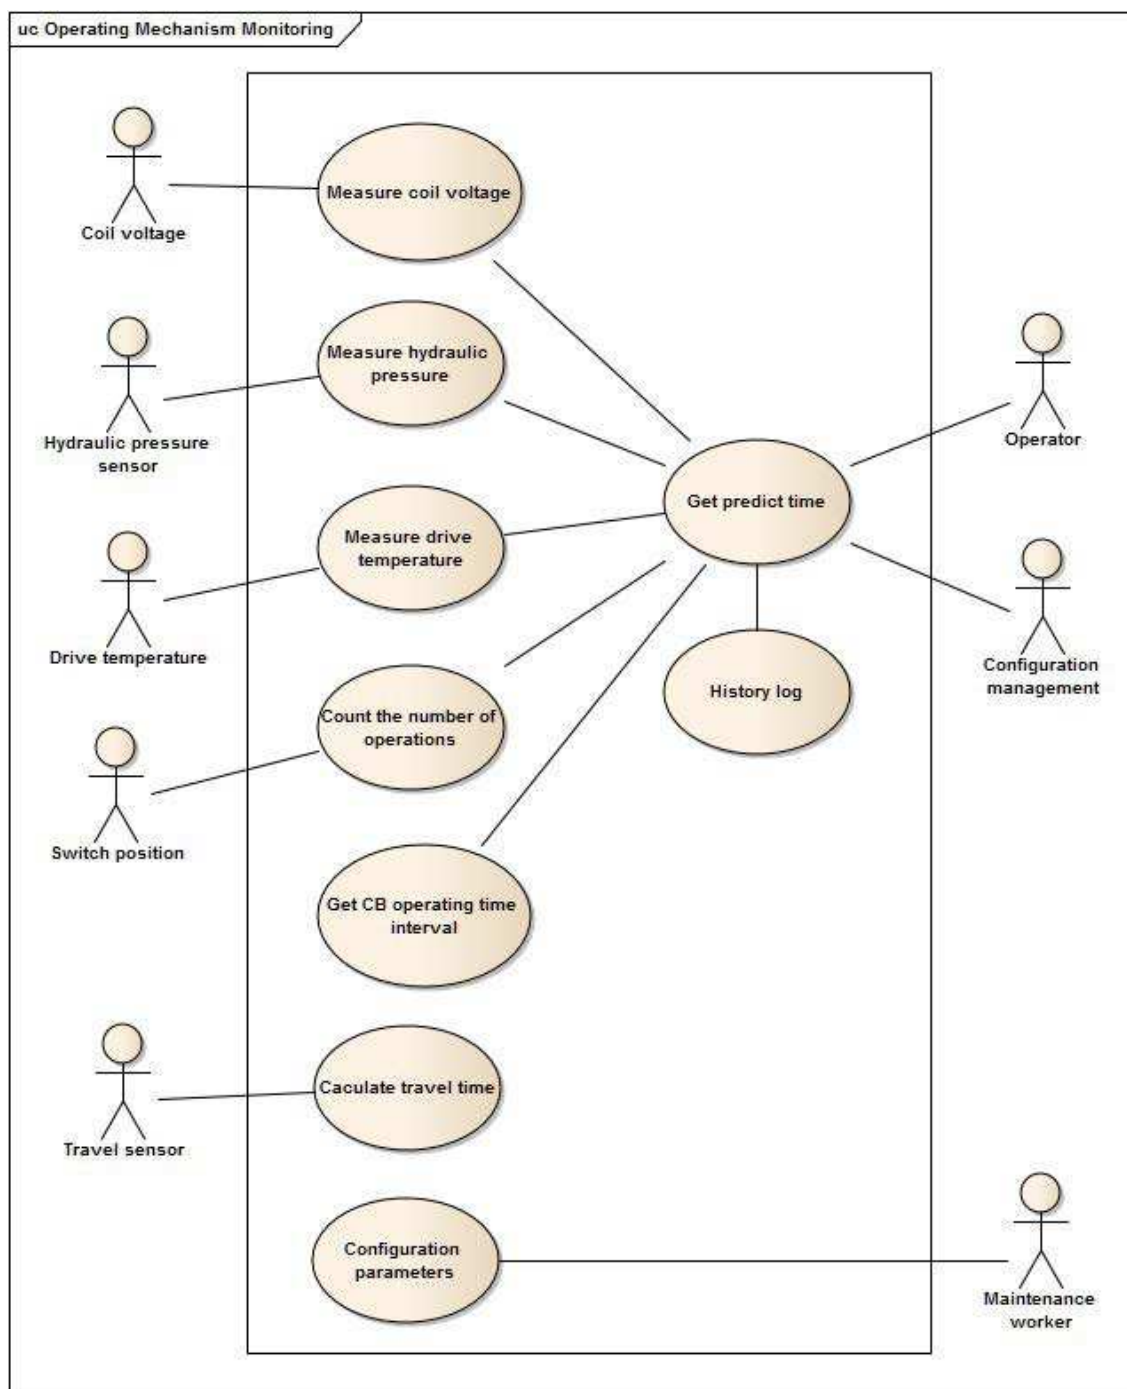 uc Operating Mechanism Monitoring
Coil voltage
Measure coil voltage
Hydraulic pressure
sensor
Measure hydraulic
pressure
Operator
Get predict time
Drive temperature
Measure drive
temperature
Configuration
management
History log
Switch position
Count the number of
operations
Get CB operating time
interval
Travel sensor
Caculate travel time
Configuration
parameters
Maintenance
worker